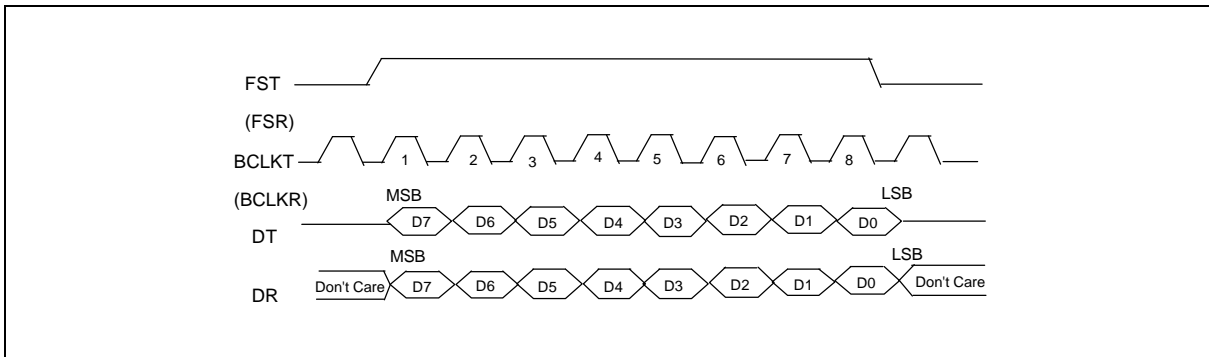 FST
(FSR)
BCLKT 1 2 3 4 5 6 7 8
(BCLKR) MSB LSB
D7 D6 D5 D4 D3 D2 D1 D0
DT
MSB LSB
DR Don't Care D7 D6 D5 D4 D3 D2 D1 D0 Don't Care